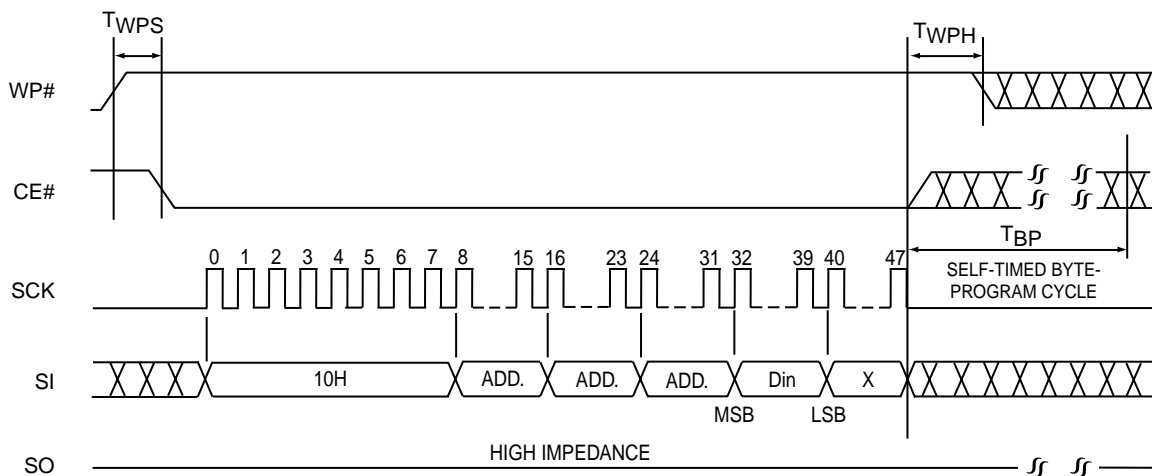 TWPS
TWPH
WP#
CE#
TBP
0 1 2 3 4 5 6 7 8 15 16 23 24 31 32 39 40 47
SELF-TIMED BYTE-
PROGRAM CYCLE
SCK
SI
10H ADD. ADD. ADD. Din X
MSB LSB
HIGH IMPEDANCE
SO